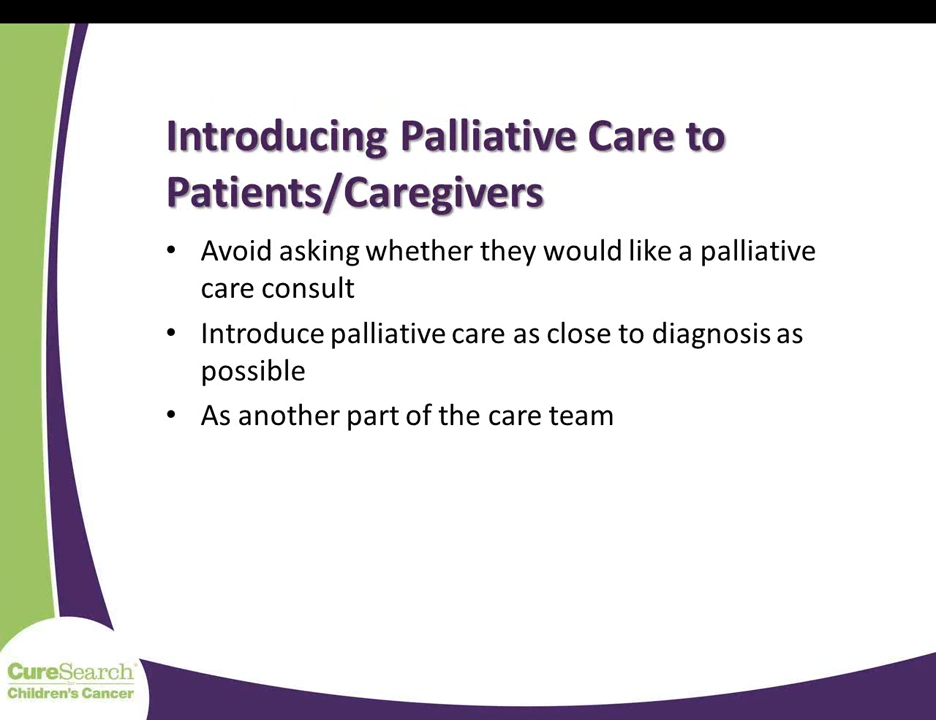 Introducing Palliative Care to
Patients/Caregivers
• Avoid asking whether they would like a palliative
care consult
• Introduce palliative care as close to diagnosis as
possible
• As another part of the care team
CureSearch
Children's Cancer